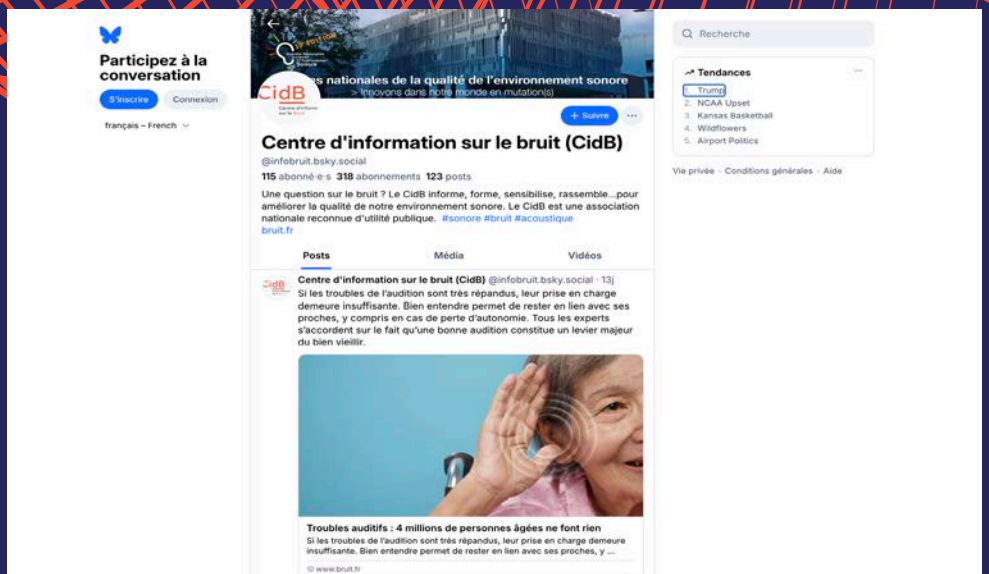 Participez à la
conversation
S'inscrire
Connexion
français – French
19e EDITION
es nationales de la qualité de l'environnement sonore
> Innovons dans notre monde en mutation(s)
CidB
Centre d'information
sur le Bruit
+ Suivre
Centre d'information sur le bruit (CidB)
@infobruit.bsky.social
115 abonné·e·s 318 abonnements 123 posts
Une question sur le bruit ? Le CidB informe, forme, sensibilise, rassemble...pour
améliorer la qualité de notre environnement sonore. Le CidB est une association
nationale reconnue d'utilité publique. #sonore #bruit #acoustique
bruit.fr
Posts
Média
Vidéos
CidB
Centre d'information sur le bruit (CidB) @infobruit.bsky.social · 13j
Si les troubles de l'audition sont très répandus, leur prise en charge
demeure insuffisante. Bien entendre permet de rester en lien avec ses
proches, y compris en cas de perte d'autonomie. Tous les experts
s'accordent sur le fait qu'une bonne audition constitue un levier majeur
du bien vieillir.
Troubles auditifs : 4 millions de personnes âgées ne font rien
Si les troubles de l'audition sont très répandus, leur prise en charge demeure
insuffisante. Bien entendre permet de rester en lien avec ses proches, y ...
www.bruit.fr
Recherche
Tendances
1. Trump
2. NCAA Upset
3. Kansas Basketball
4. Wildflowers
5. Airport Politics
Vie privée · Conditions générales · Aide